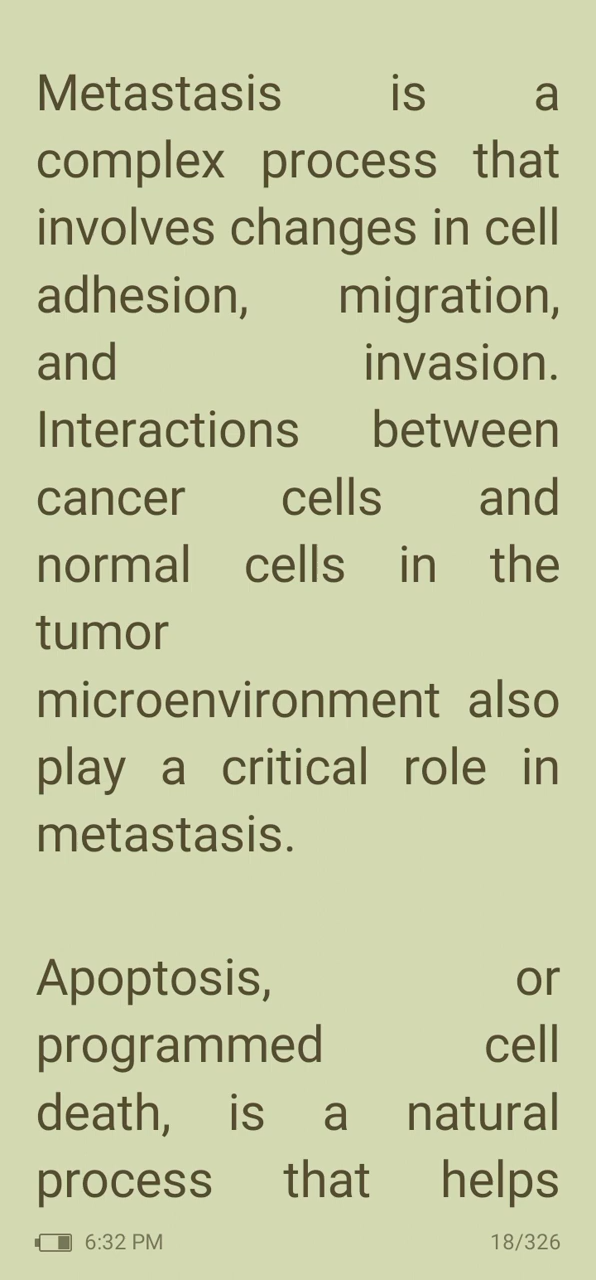 Metastasis is a
complex process that
involves changes in cell
adhesion, migration,
and invasion.
Interactions between
cancer cells and
normal cells in the
tumor
microenvironment also
play a critical role in
metastasis.
Apoptosis, or
programmed cell
death, is a natural
process that helps
6:32 PM 18/326